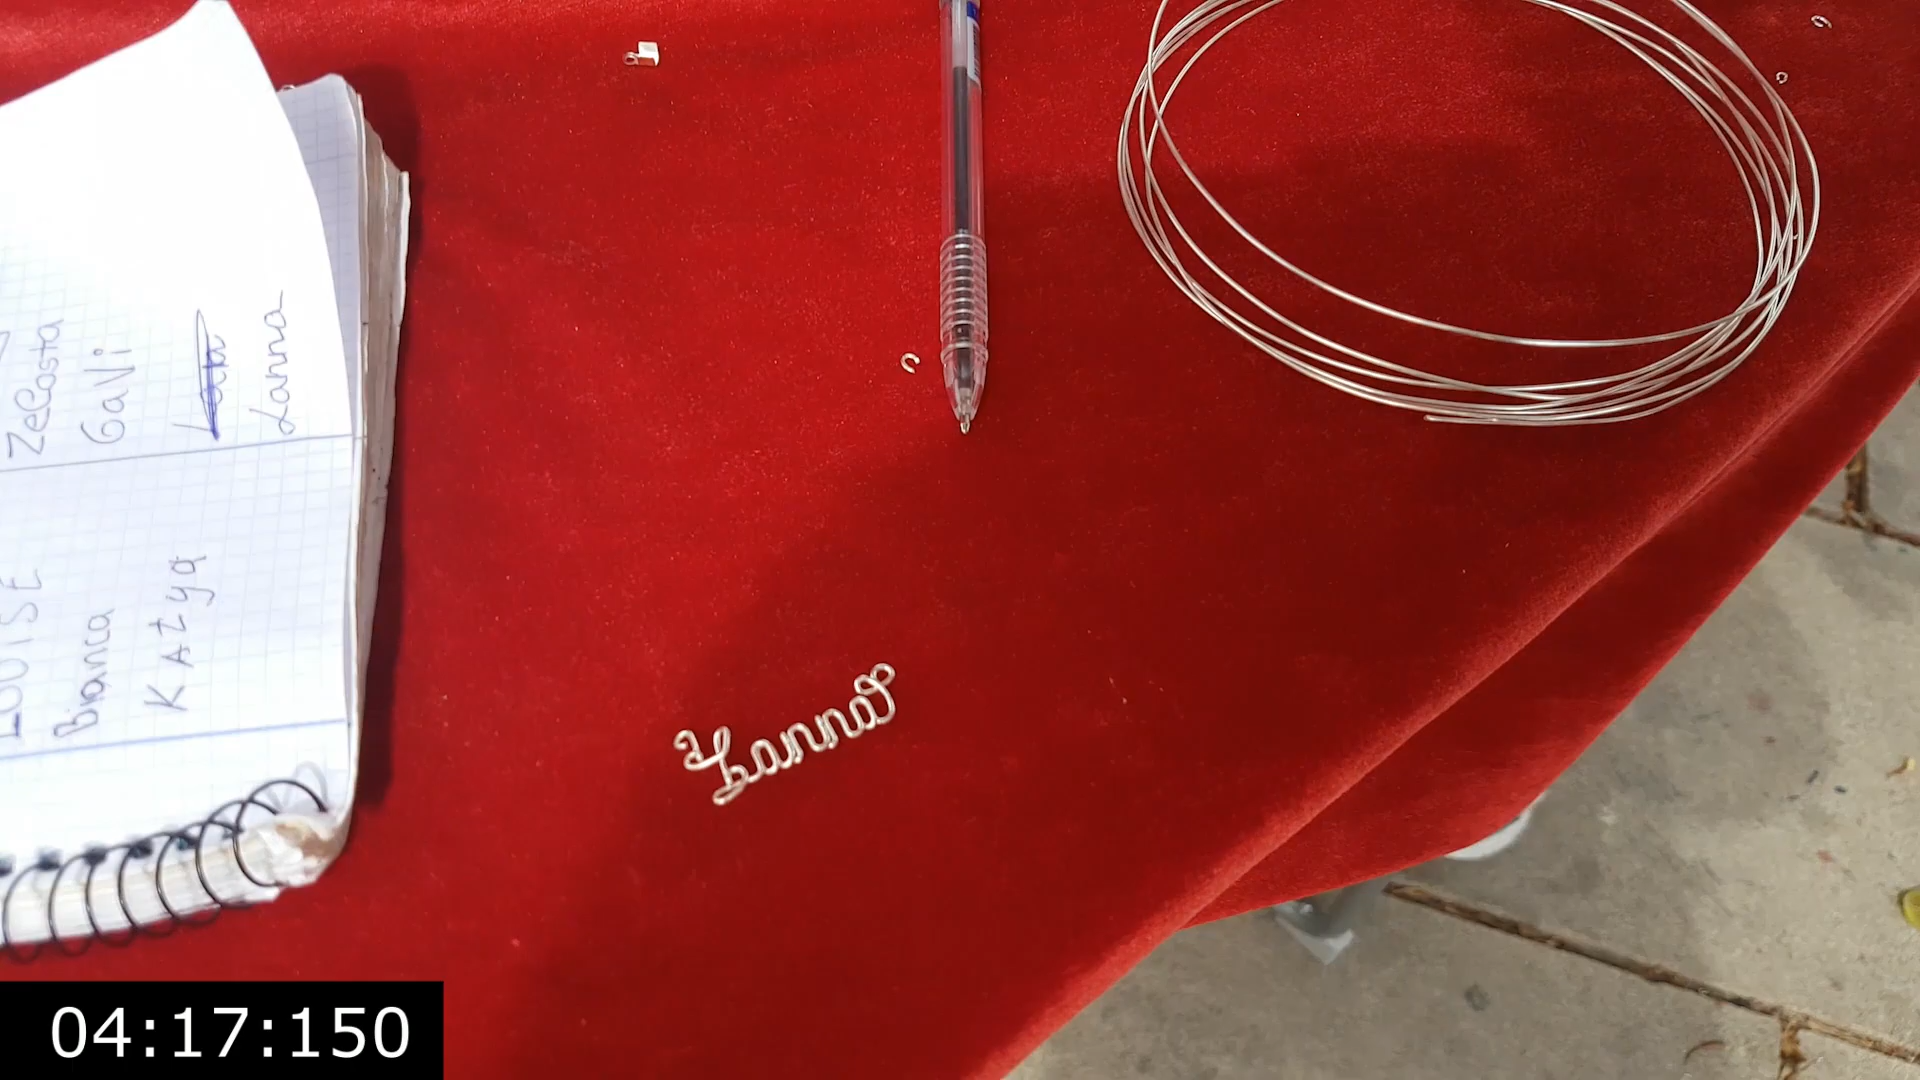 ZeCosta
GaVi
Lanna
LOUISE
Bianca
KAtya
Lanna
04:17:150